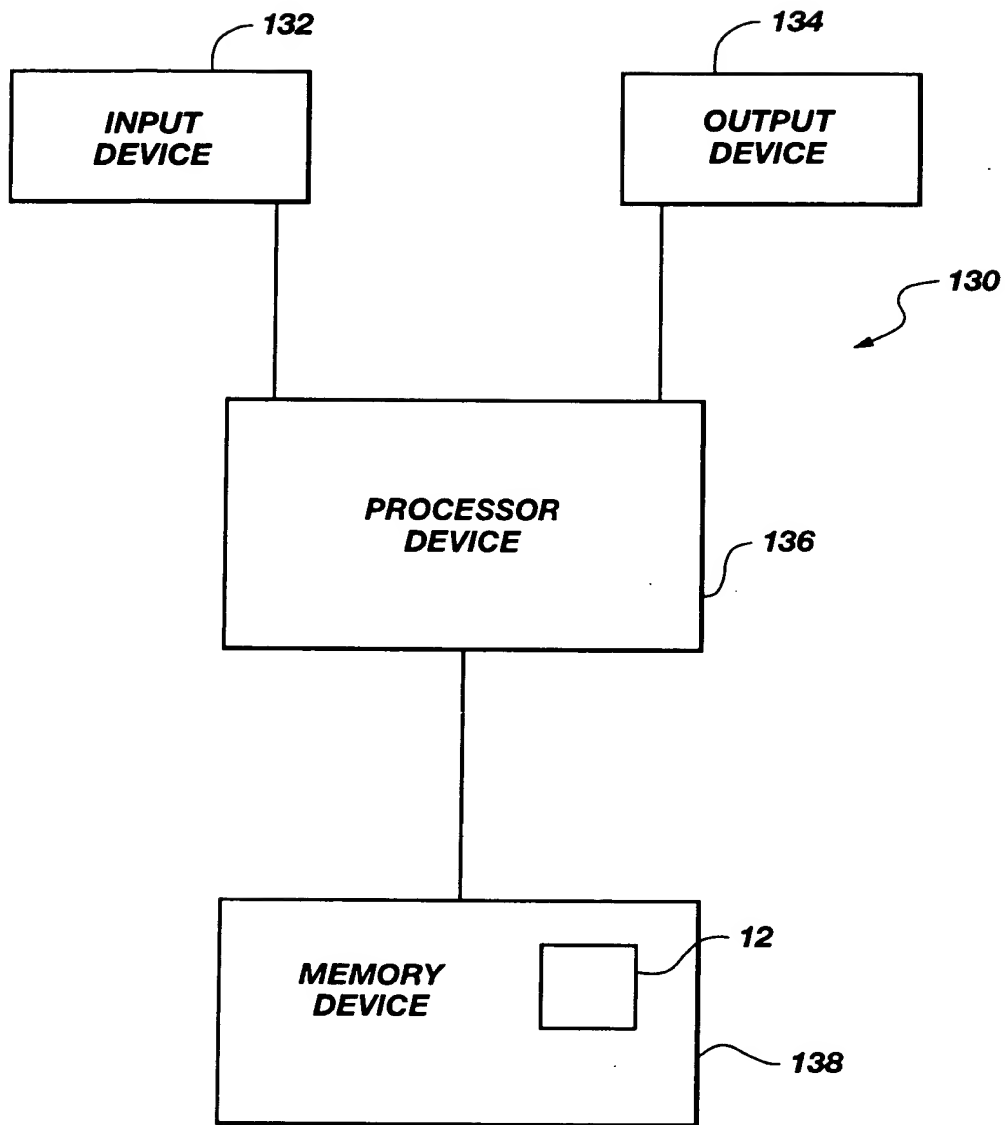 132
134
INPUT
DEVICE
OUTPUT
DEVICE
130
PROCESSOR
DEVICE
136
12
MEMORY
DEVICE
138